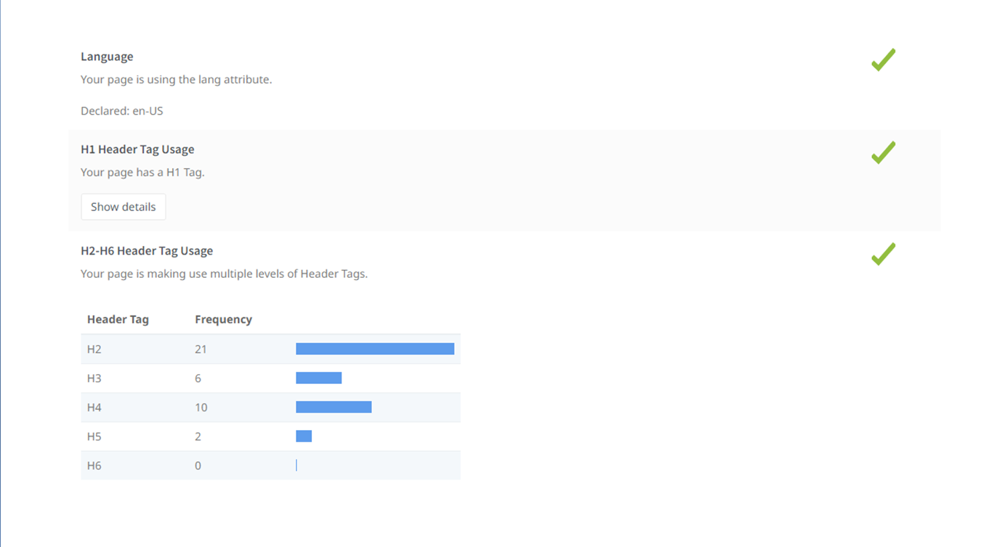 Language
Your page is using the lang attribute.
Declared: en-US
H1 Header Tag Usage
Your page has a H1 Tag.
Show details
H2-H6 Header Tag Usage
Your page is making use multiple levels of Header Tags.
Header Tag Frequency
H2 21
H3 6
H4 10
H5 2
H6 0